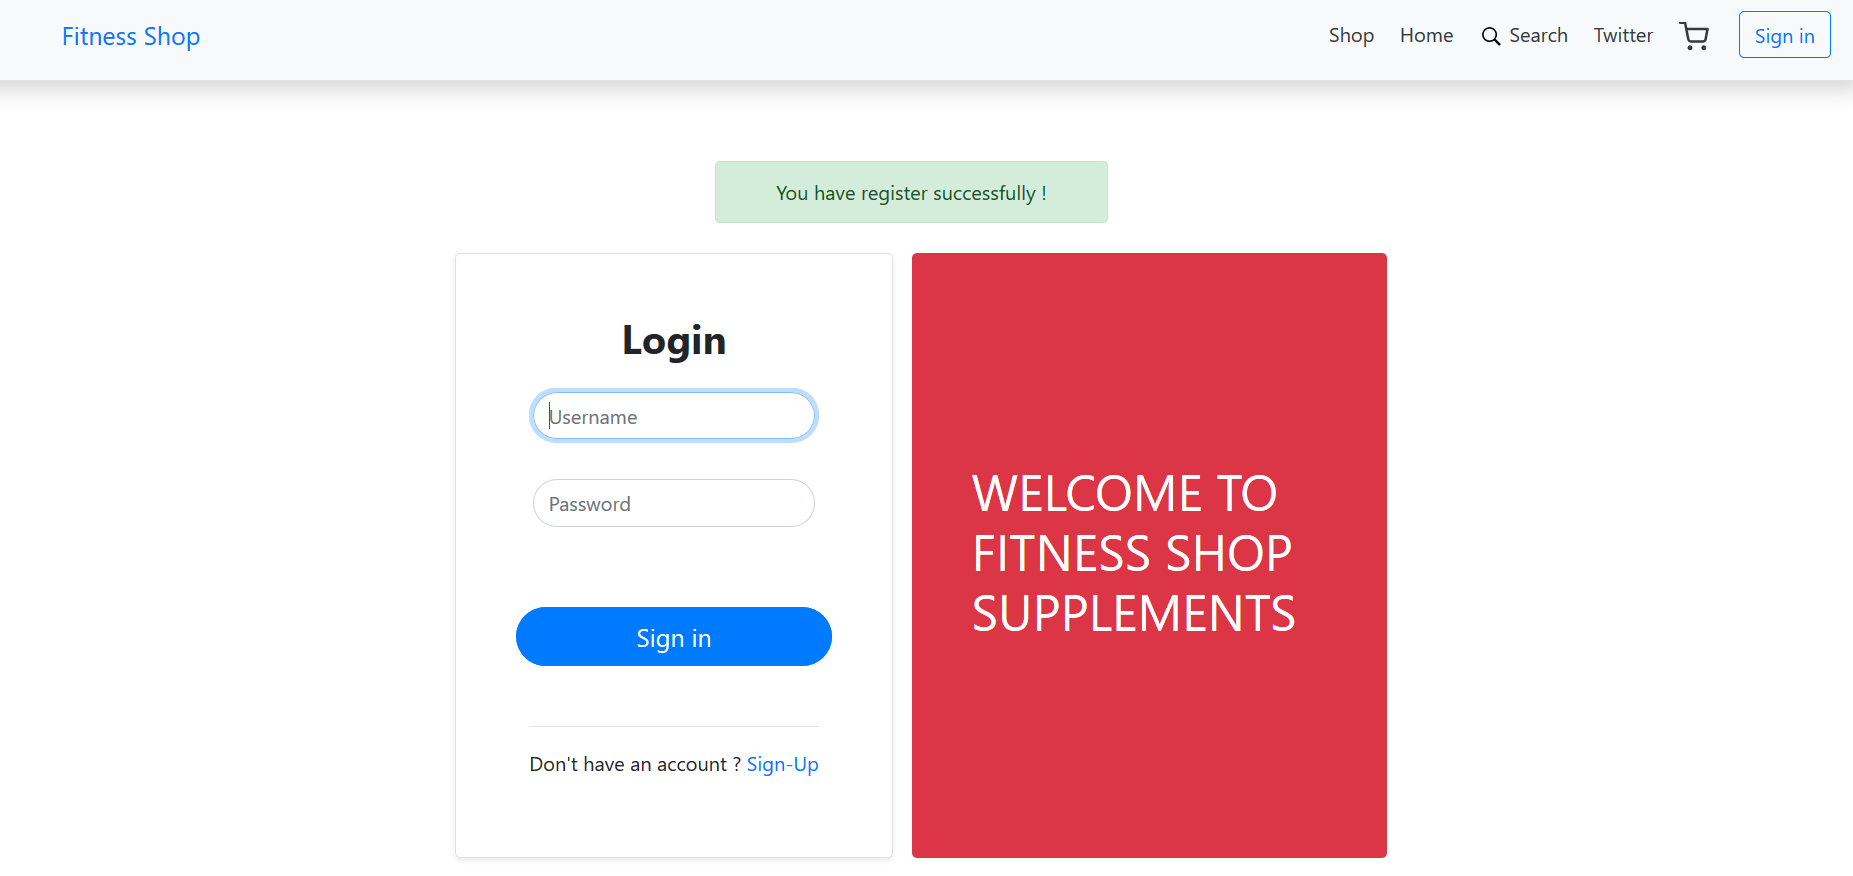 Fitness Shop
Shop Home Search Twitter Sign in
You have register successfully !
Login
Username
Password
Sign in
Don't have an account ? Sign-Up
WELCOME TO
FITNESS SHOP
SUPPLEMENTS